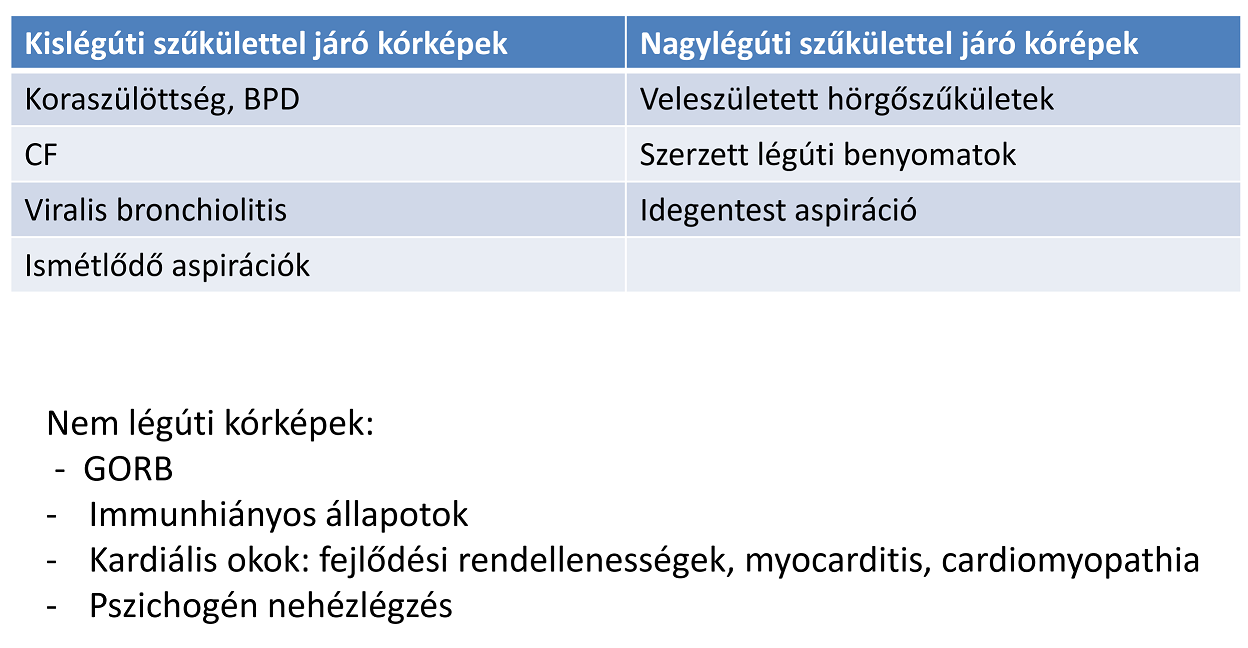 Kislégúti szűkülettel járó kórképek
Nagylégúti szűkülettel járó kórépek
Koraszülöttség, BPD
Veleszületett hörgőszűkületek
CF
Szerzett légúti benyomatok
Viralis bronchiolitis
Idegentest aspiráció
Ismétlődő aspirációk
Nem légúti kórképek:
- GORB
- Immunhiányos állapotok
- Kardiális okok: fejlődési rendellenességek, myocarditis, cardiomyopathia
- Pszichogén nehézlégzés